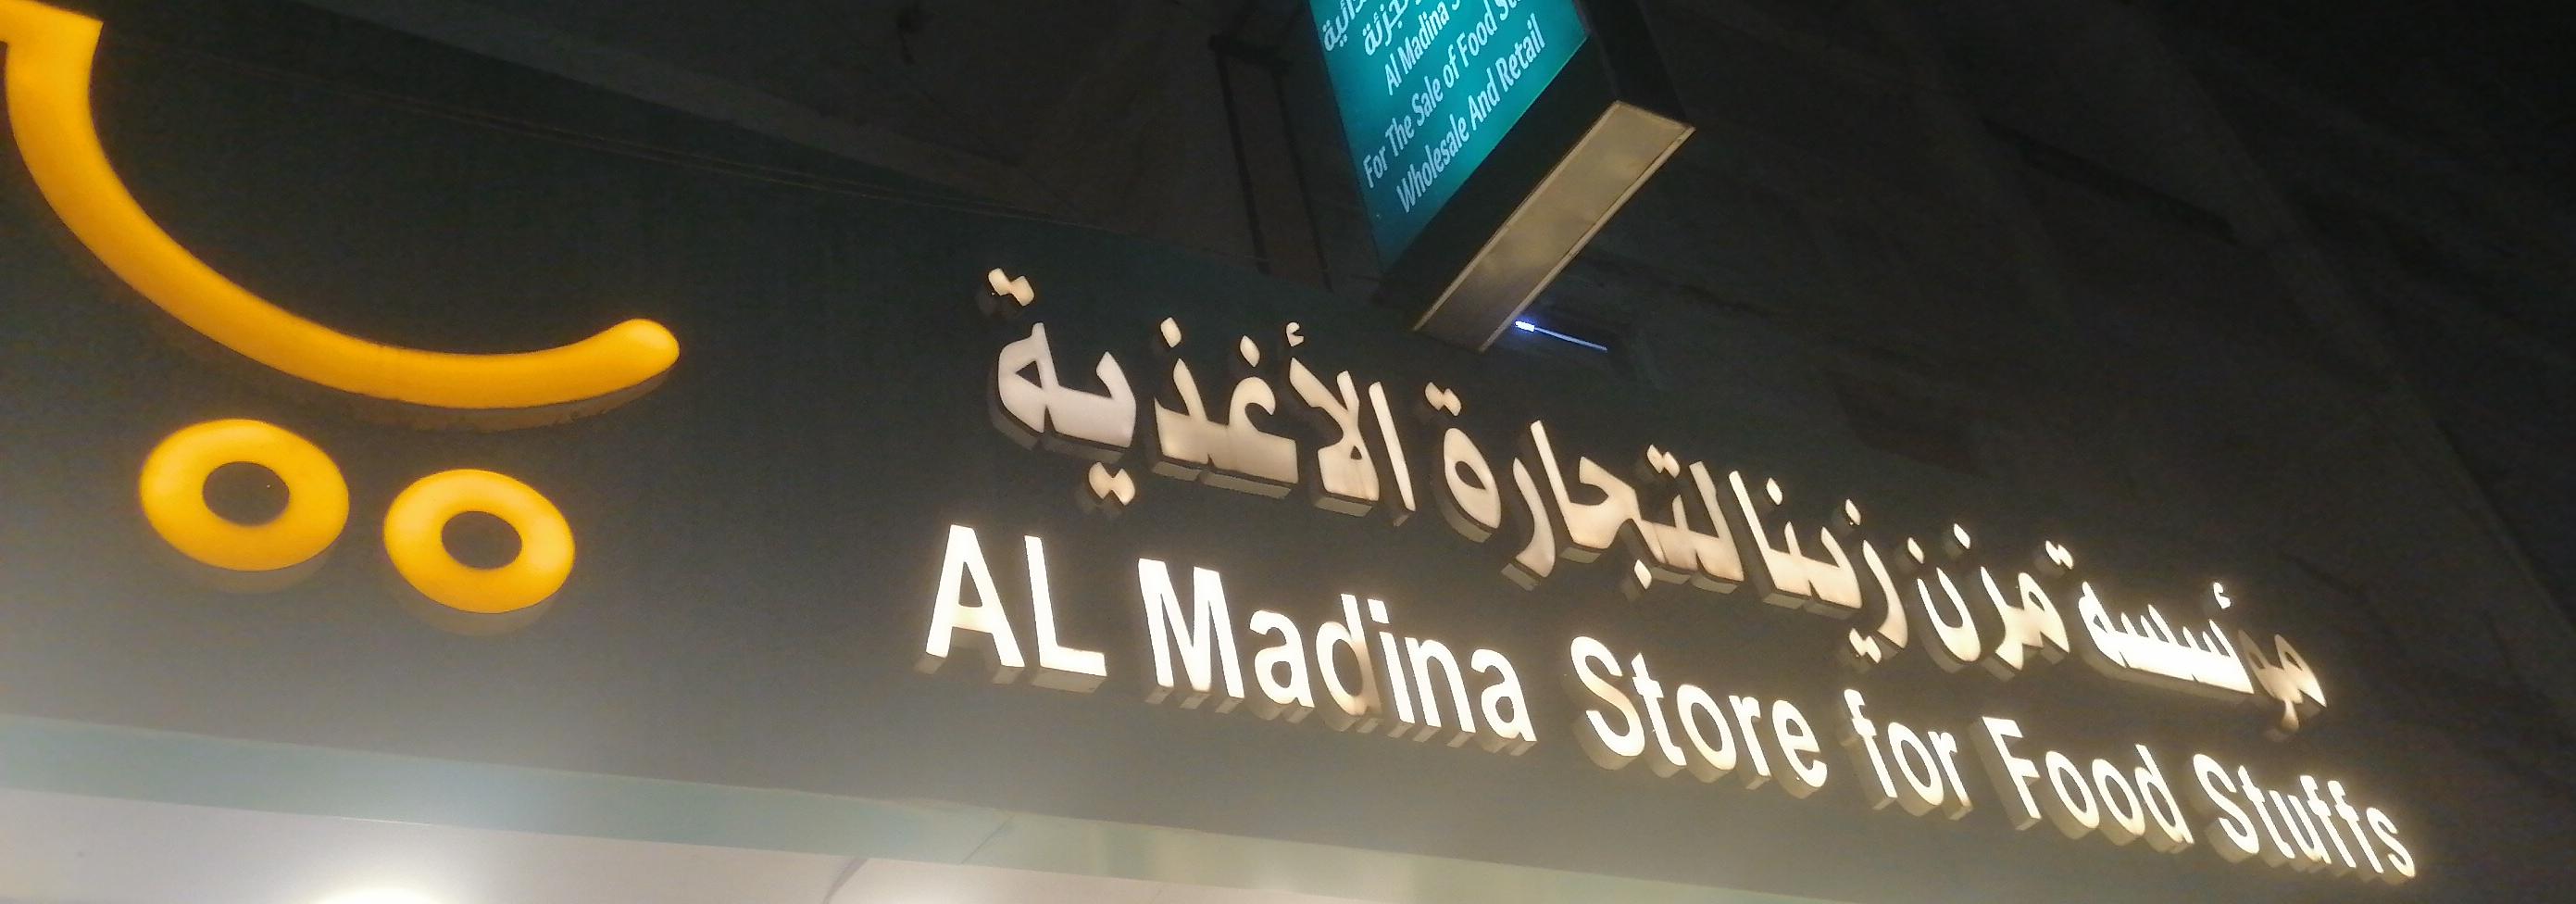 Al Madina
For The Sale of Food
Wholesale And Retail
مؤسسة مزن زينا لتجارة الأغذية
AL Madina Store for Food Stuffs